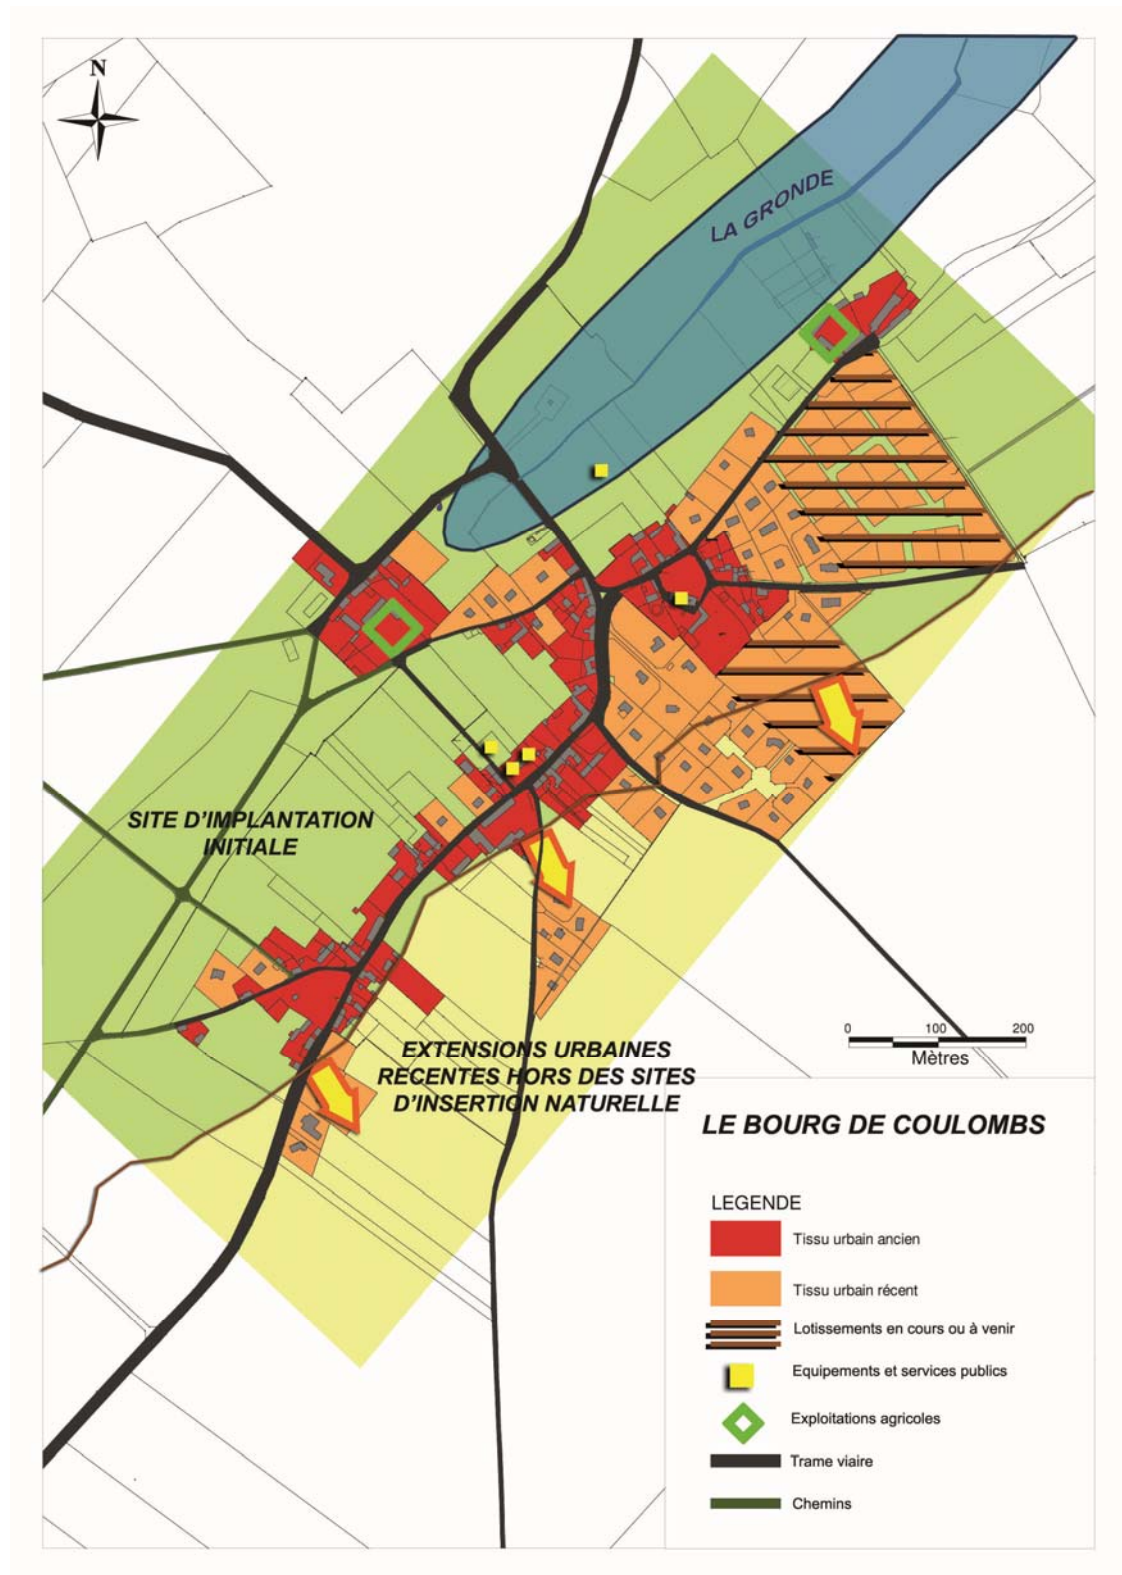 N
LA GRONDE
SITE D'IMPLANTATION
INITIALE
0 100 200
Mètres
EXTENSIONS URBAINES
RECENTES HORS DES SITES
D'INSERTION NATURELLE
LE BOURG DE COULOMBS
LEGENDE
Tissu urbain ancien
Tissu urbain récent
Lotissements en cours ou à venir
Equipements et services publics
Exploitations agricoles
Trame viaire
Chemins